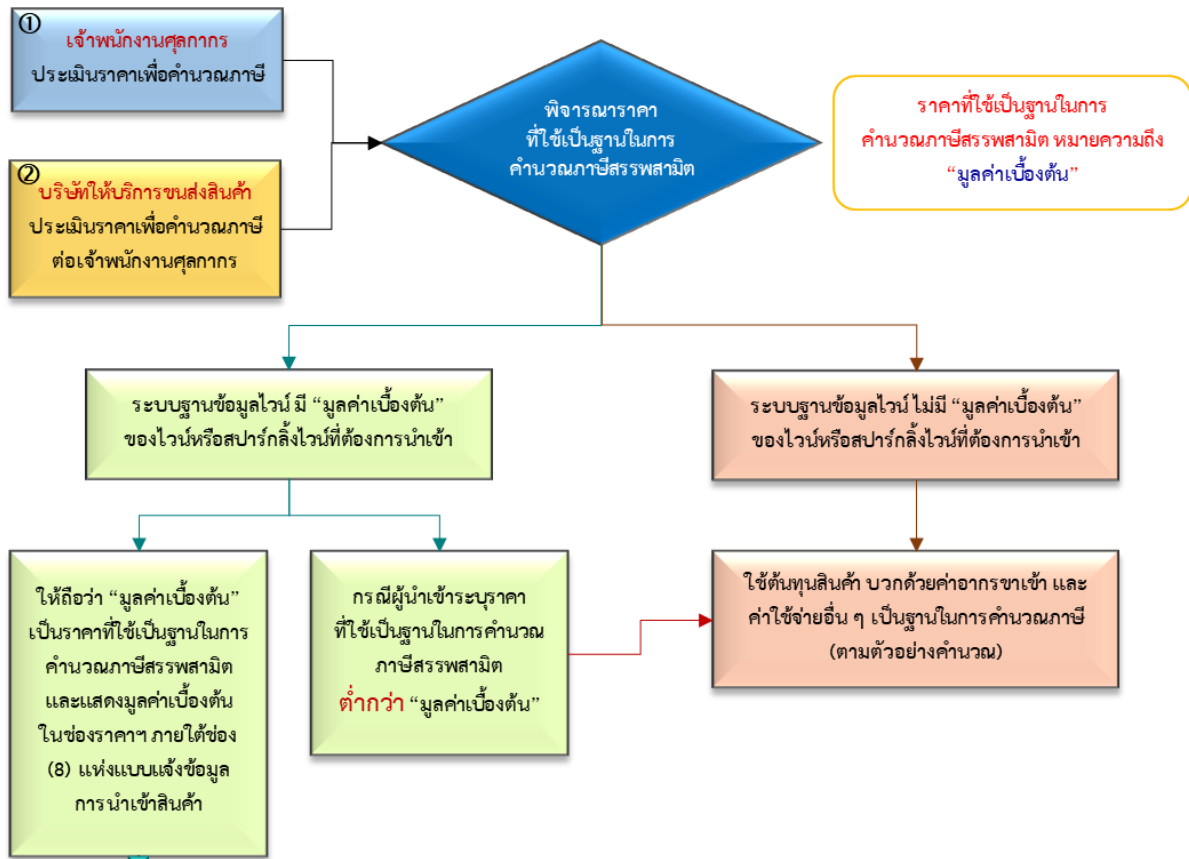 ①
เจ้าพนักงานศุลกากร
ประเมินราคาเพื่อคำนวณภาษี
②
บริษัทให้บริการขนส่งสินค้า
ประเมินราคาเพื่อคำนวณภาษี
ต่อเจ้าพนักงานศุลกากร
พิจารณาราคา
ที่ใช้เป็นฐานในการ
คำนวณภาษีสรรพสามิต
ราคาที่ใช้เป็นฐานในการ
คำนวณภาษีสรรพสามิต หมายความถึง
“มูลค่าเบื้องต้น”
ระบบฐานข้อมูลไวน์ มี “มูลค่าเบื้องต้น”
ของไวน์หรือสปาร์กลิ้งไวน์ที่ต้องการนำเข้า
ระบบฐานข้อมูลไวน์ ไม่มี “มูลค่าเบื้องต้น”
ของไวน์หรือสปาร์กลิ้งไวน์ที่ต้องการนำเข้า
ให้ถือว่า “มูลค่าเบื้องต้น”
เป็นราคาที่ใช้เป็นฐานในการ
คำนวณภาษีสรรพสามิต
และแสดงมูลค่าเบื้องต้น
ในช่องราคาฯ ภายใต้ช่อง
(8) แห่งแบบแจ้งข้อมูล
การนำเข้าสินค้า
กรณีผู้นำเข้าระบุราคา
ที่ใช้เป็นฐานในการคำนวณ
ภาษีสรรพสามิต
ต่ำกว่า “มูลค่าเบื้องต้น”
ใช้ต้นทุนสินค้า บวกด้วยค่าอากรขาเข้า และ
ค่าใช้จ่ายอื่น ๆ เป็นฐานในการคำนวณภาษี
(ตามตัวอย่างคำนวณ)